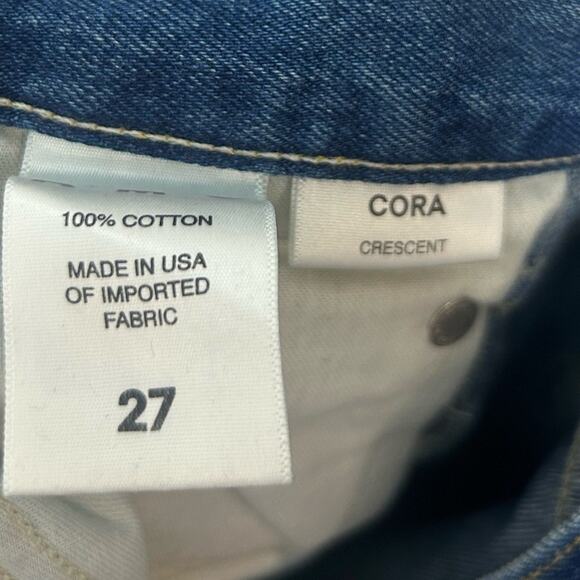 100% COTTON
MADE IN USA
OF IMPORTED
FABRIC
27
CORA
CRESCENT